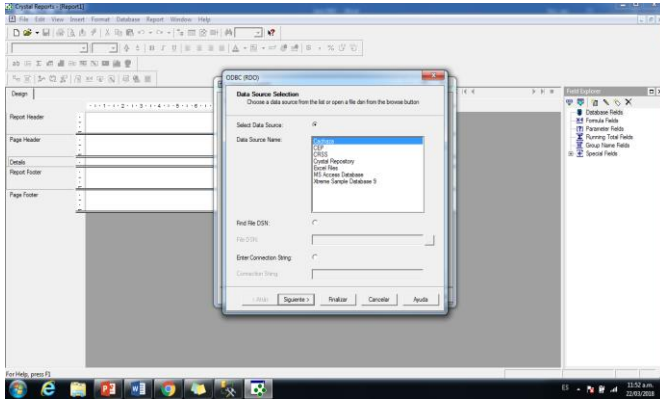 Crystal Reports - [Report1]
File Edit View Insert Format Database Report Window Help
Design
Report Header
Page Header
Details
Report Footer
Page Footer
ODBC (RDO)
Data Source Selection
Choose a data source from the list or open a file dsn from the browse button
Select Data Source:
Data Source Name:
CEF
CRSS
Crystal Repository
Excel Files
MS Access Database
Xtreme Sample Database 9
Find File DSN:
File DSN:
Enter Connection String:
Connection String:
< Atrás
Siguiente >
Finalizar
Cancelar
Ayuda
Field Explorer
Database Fields
Formula Fields
Parameter Fields
Running Total Fields
Group Name Fields
Special Fields
For Help, press F1
ES
11:52 a.m.
22/03/2018